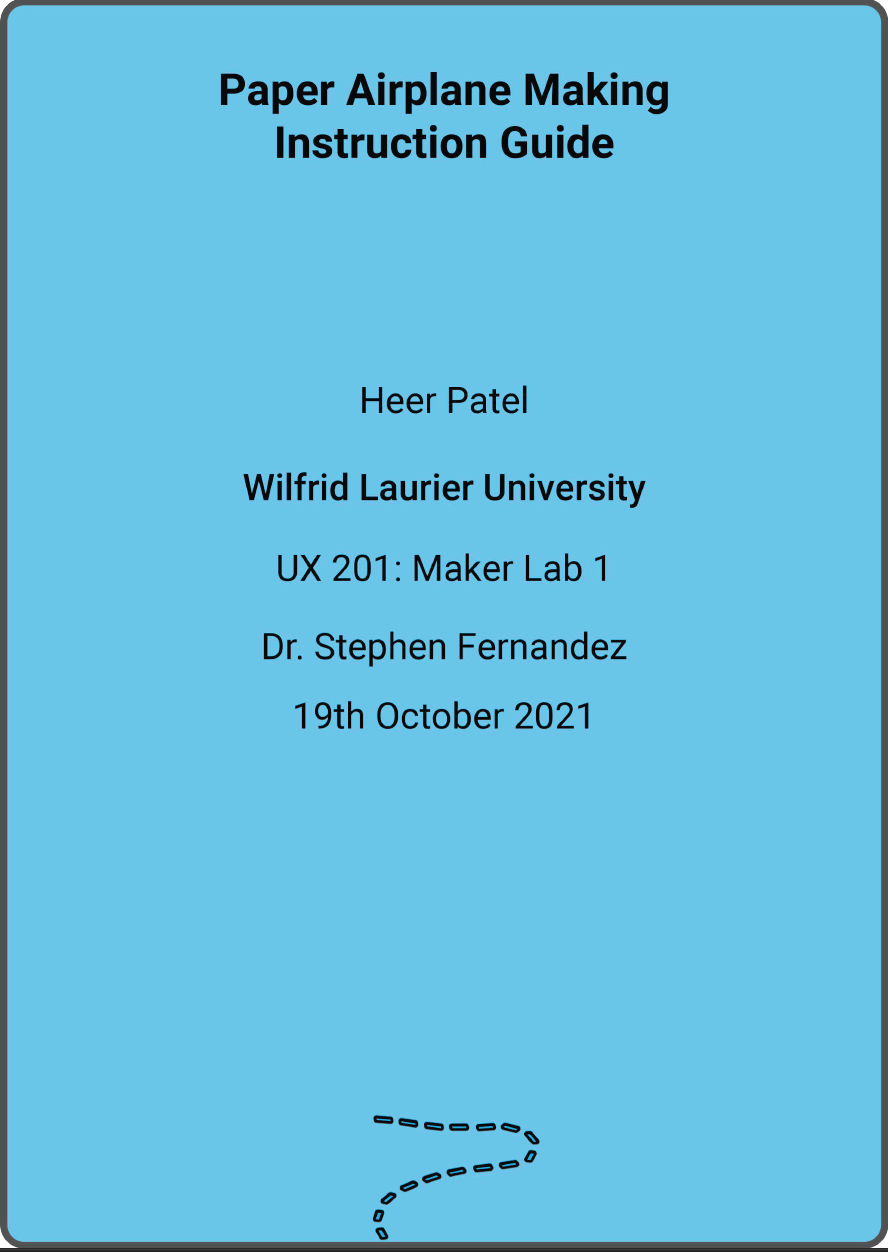 Paper Airplane Making
Instruction Guide
Heer Patel
Wilfrid Laurier University
UX 201: Maker Lab 1
Dr. Stephen Fernandez
19th October 2021